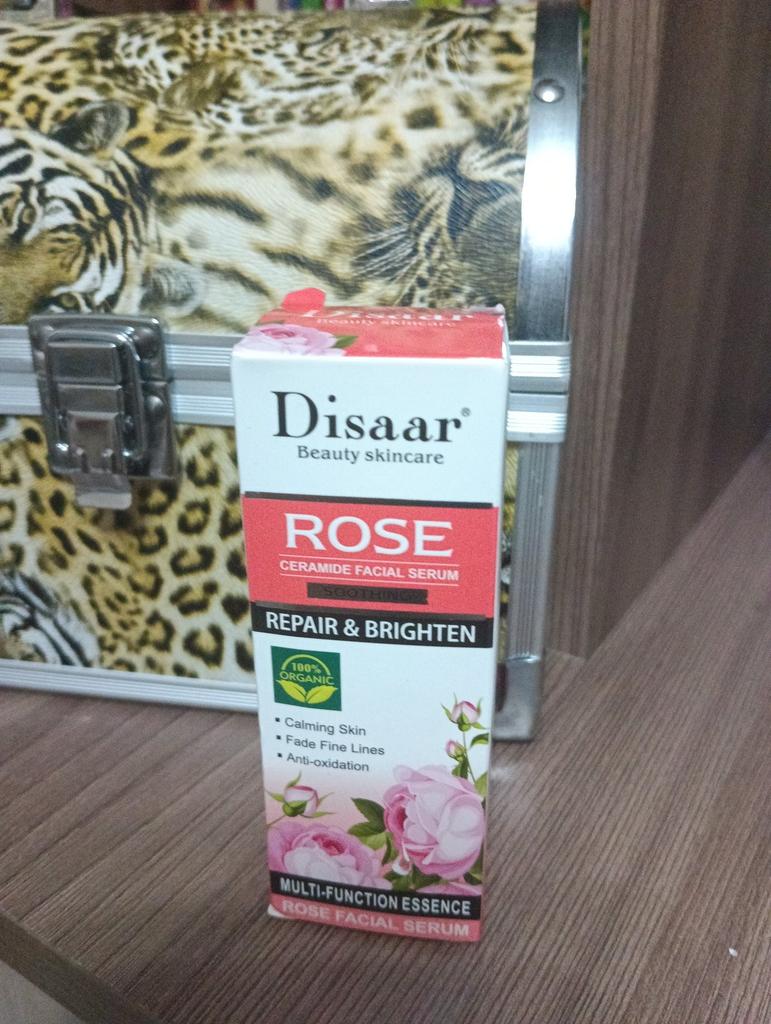 Disaar
Beauty skincare
Disaar®
Beauty skincare
ROSE
CERAMIDE FACIAL SERUM
SOOTHING
REPAIR & BRIGHTEN
100%
ORGANIC
▪ Calming Skin
▪ Fade Fine Lines
▪ Anti-oxidation
MULTI-FUNCTION ESSENCE
ROSE FACIAL SERUM